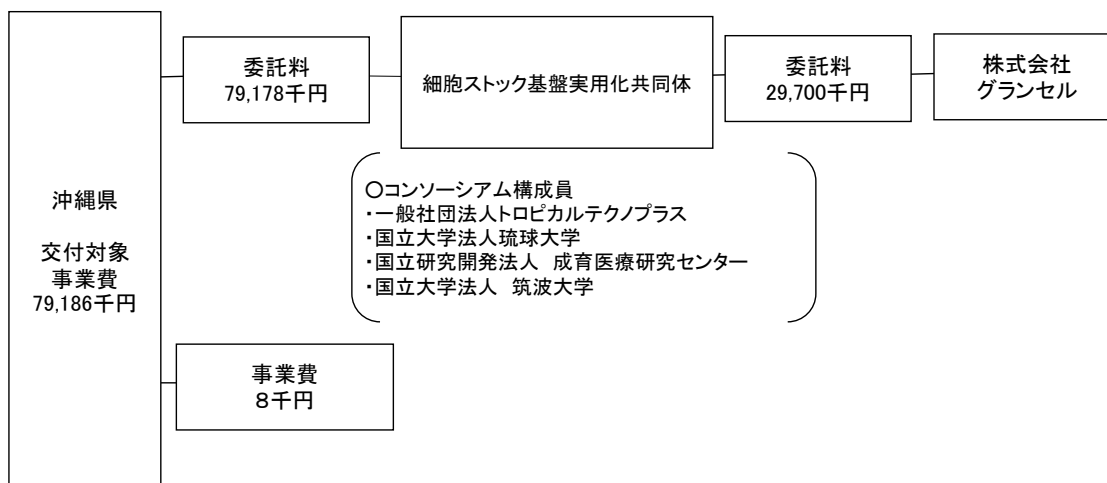 沖縄県
交付対象
事業費
79,186千円
委託料
79,178千円
細胞ストック基盤実用化共同体
委託料
29,700千円
株式会社
グランセル
○コンソーシアム構成員
・一般社団法人トロピカルテクノプラス
・国立大学法人琉球大学
・国立研究開発法人　成育医療研究センター
・国立大学法人　筑波大学
事業費
８千円